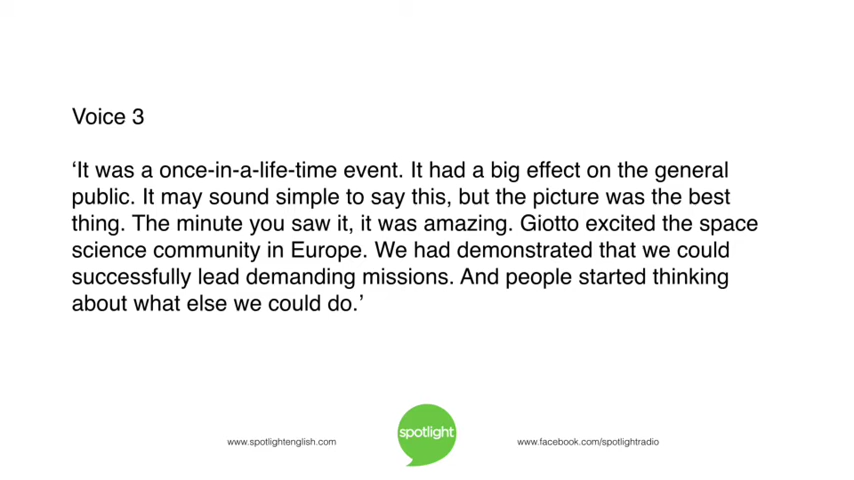 Voice 3
‘It was a once-in-a-life-time event. It had a big effect on the general
public. It may sound simple to say this, but the picture was the best
thing. The minute you saw it, it was amazing. Giotto excited the space
science community in Europe. We had demonstrated that we could
successfully lead demanding missions. And people started thinking
about what else we could do.’
www.spotlightenglish.com
spotlight
www.facebook.com/spotlightradio